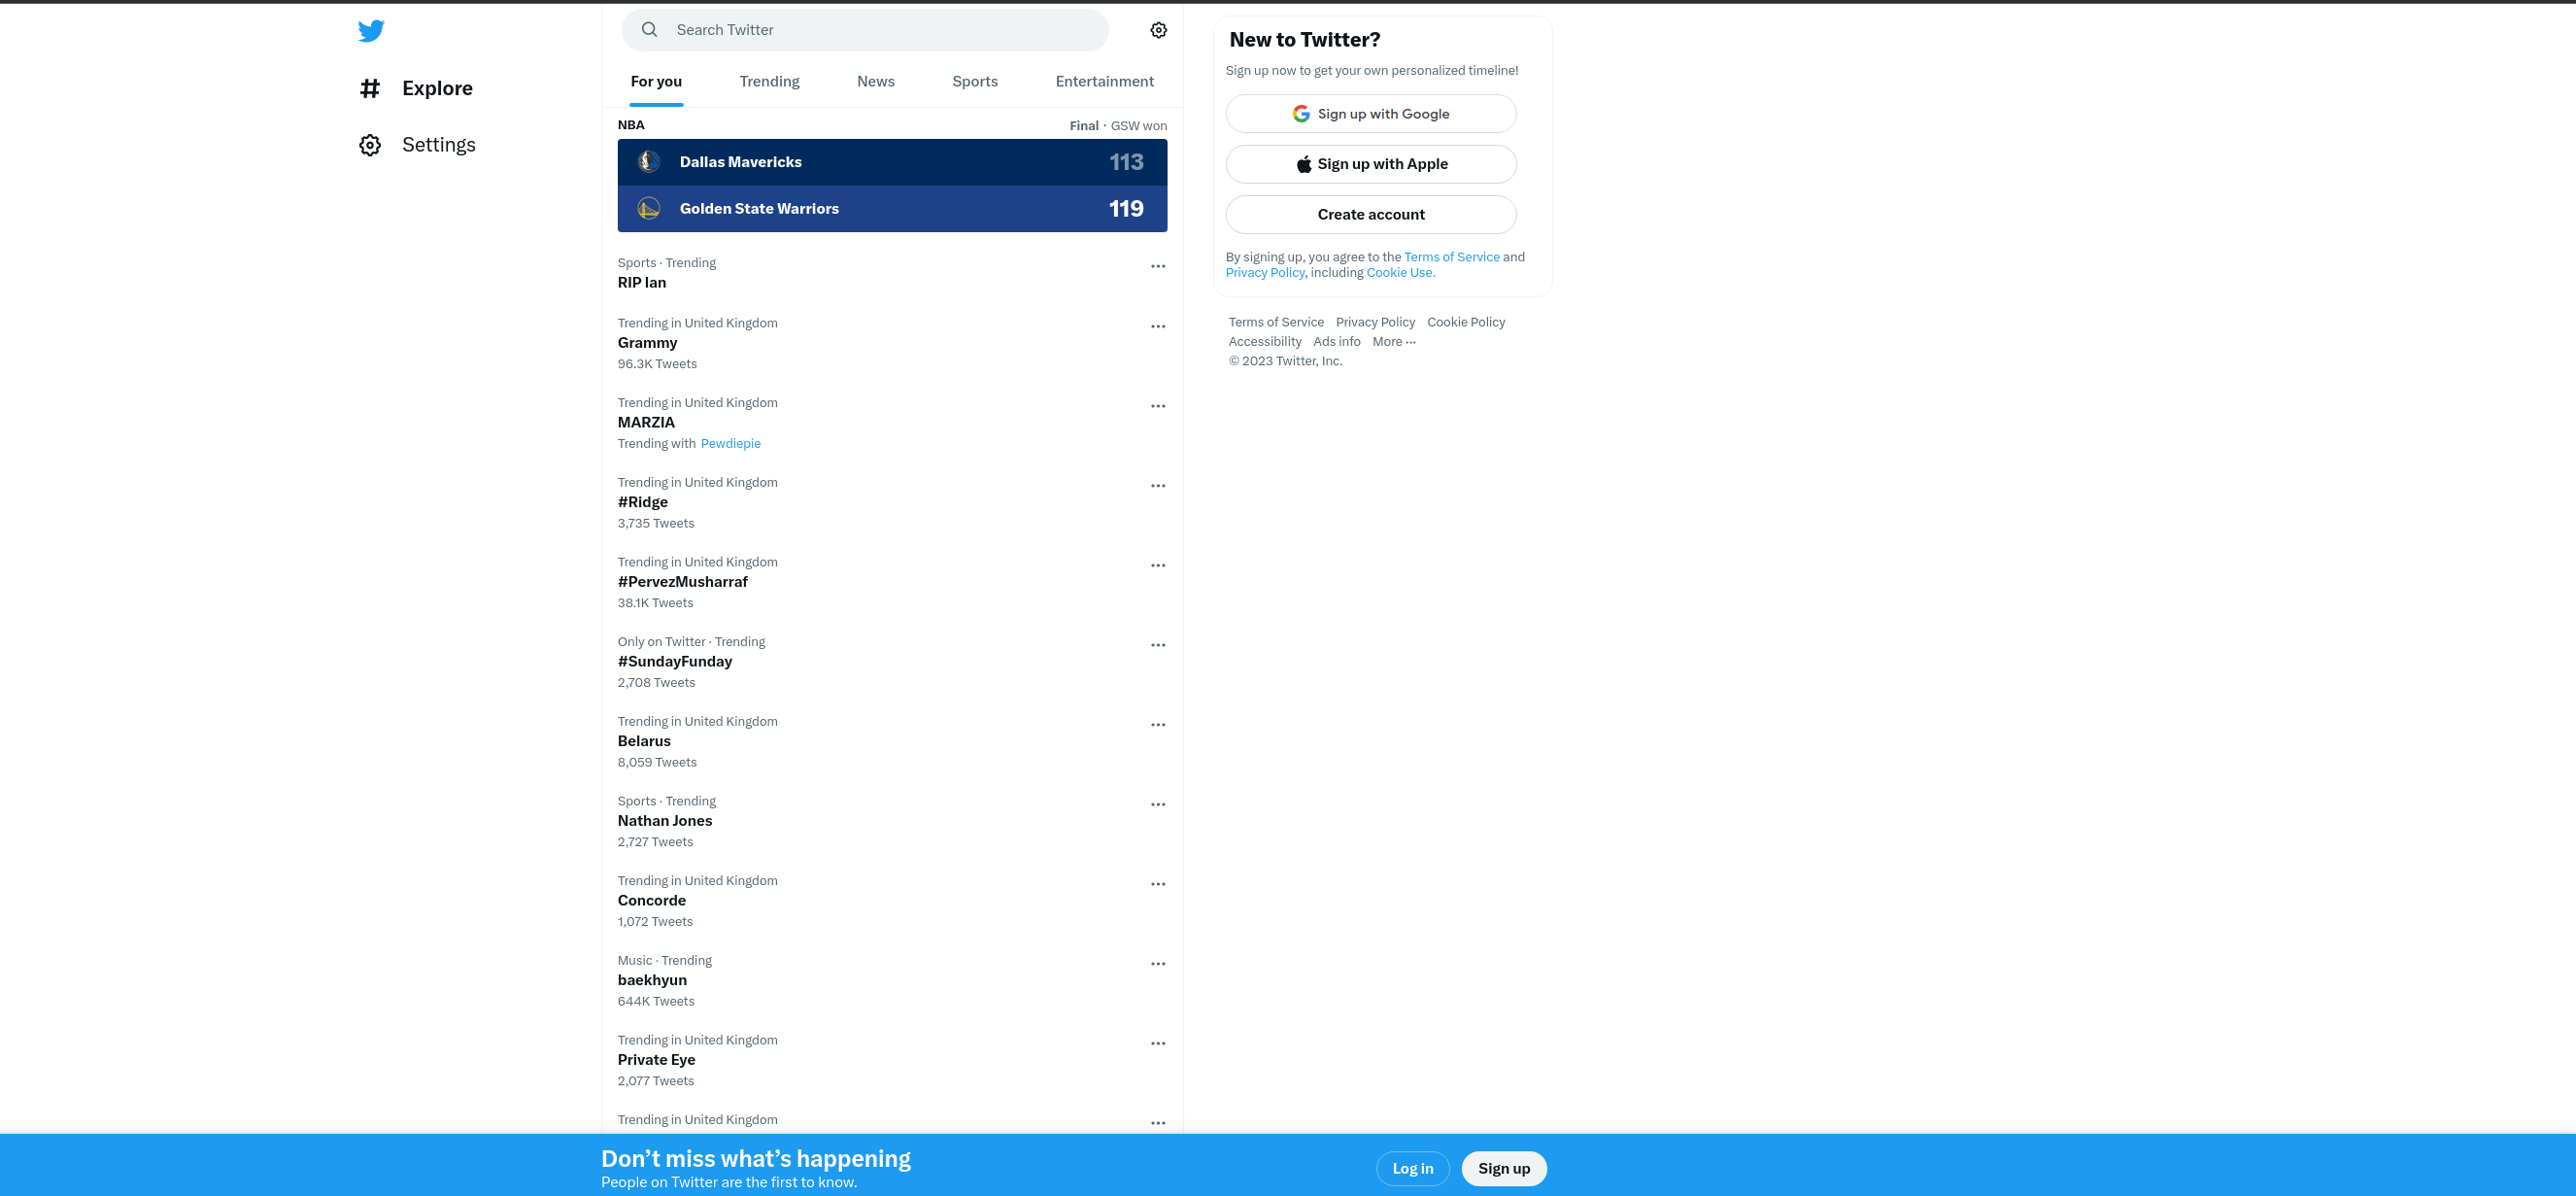 Explore
Settings
Search Twitter
For you Trending News Sports Entertainment
NBA Final · GSW won
Dallas Mavericks 113
Golden State Warriors 119
Sports · Trending
RIP Ian
Trending in United Kingdom
Grammy
96.3K Tweets
Trending in United Kingdom
MARZIA
Trending with Pewdiepie
Trending in United Kingdom
#Ridge
3,735 Tweets
Trending in United Kingdom
#PervezMusharraf
38.1K Tweets
Only on Twitter · Trending
#SundayFunday
2,708 Tweets
Trending in United Kingdom
Belarus
8,059 Tweets
Sports · Trending
Nathan Jones
2,727 Tweets
Trending in United Kingdom
Concorde
1,072 Tweets
Music · Trending
baekhyun
644K Tweets
Trending in United Kingdom
Private Eye
2,077 Tweets
Trending in United Kingdom
New to Twitter?
Sign up now to get your own personalized timeline!
Sign up with Google
Sign up with Apple
Create account
By signing up, you agree to the Terms of Service and
Privacy Policy, including Cookie Use.
Terms of Service Privacy Policy Cookie Policy
Accessibility Ads info More ···
© 2023 Twitter, Inc.
Don’t miss what’s happening
People on Twitter are the first to know.
Log in Sign up